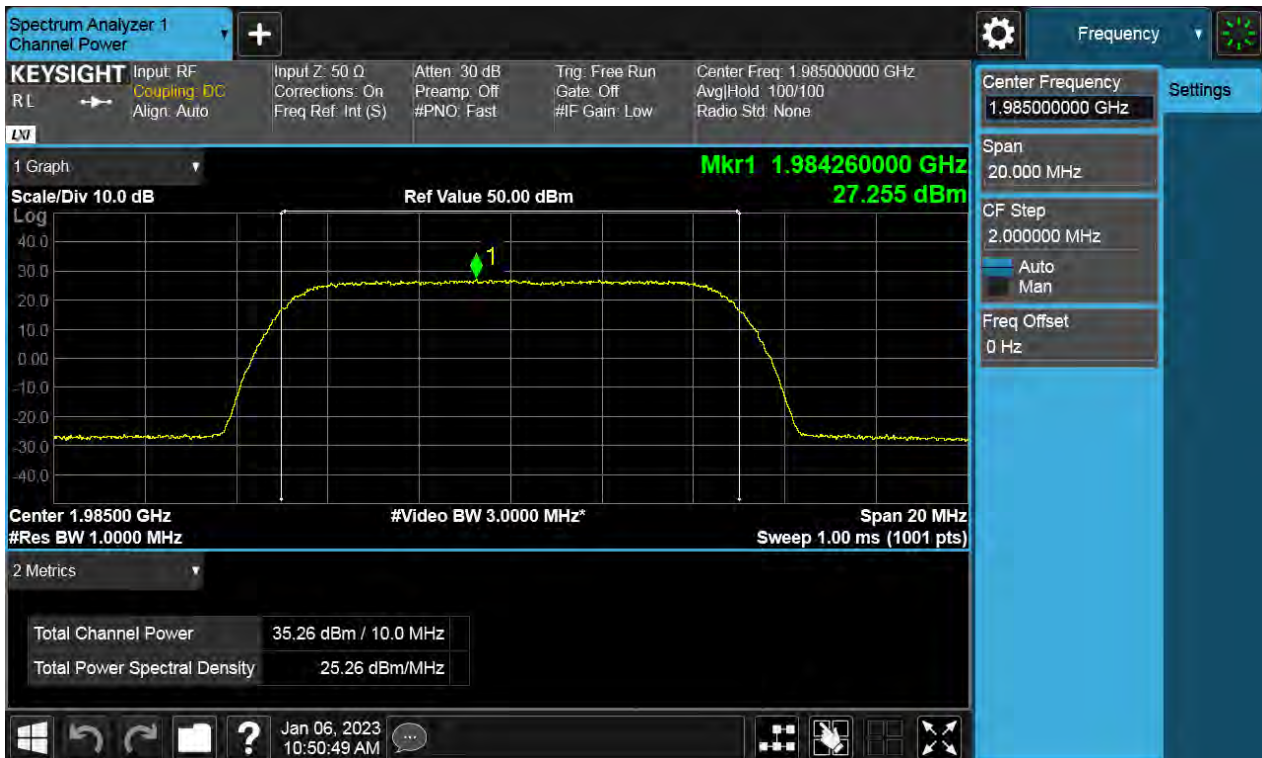 Spectrum Analyzer 1
Channel Power
+
Frequency
KEYSIGHT
RL
LXI
Input: RF
Coupling: DC
Align: Auto
Input Z: 50 Ω
Corrections: On
Freq Ref: Int (S)
Atten: 30 dB
Preamp: Off
#PNO: Fast
Trig: Free Run
Gate: Off
#IF Gain: Low
Center Freq: 1.985000000 GHz
Avg|Hold: 100/100
Radio Std: None
Center Frequency
1.985000000 GHz
Settings
Span
20.000 MHz
CF Step
2.000000 MHz
Auto
Man
Freq Offset
0 Hz
1 Graph
Mkr1 1.984260000 GHz
Scale/Div 10.0 dB
Ref Value 50.00 dBm
27.255 dBm
Log
40.0
30.0
20.0
10.0
0.00
-10.0
-20.0
-30.0
-40.0
1
Center 1.98500 GHz
#Video BW 3.0000 MHz*
Span 20 MHz
#Res BW 1.0000 MHz
Sweep 1.00 ms (1001 pts)
2 Metrics
Total Channel Power 35.26 dBm / 10.0 MHz
Total Power Spectral Density 25.26 dBm/MHz
?
Jan 06, 2023
10:50:49 AM